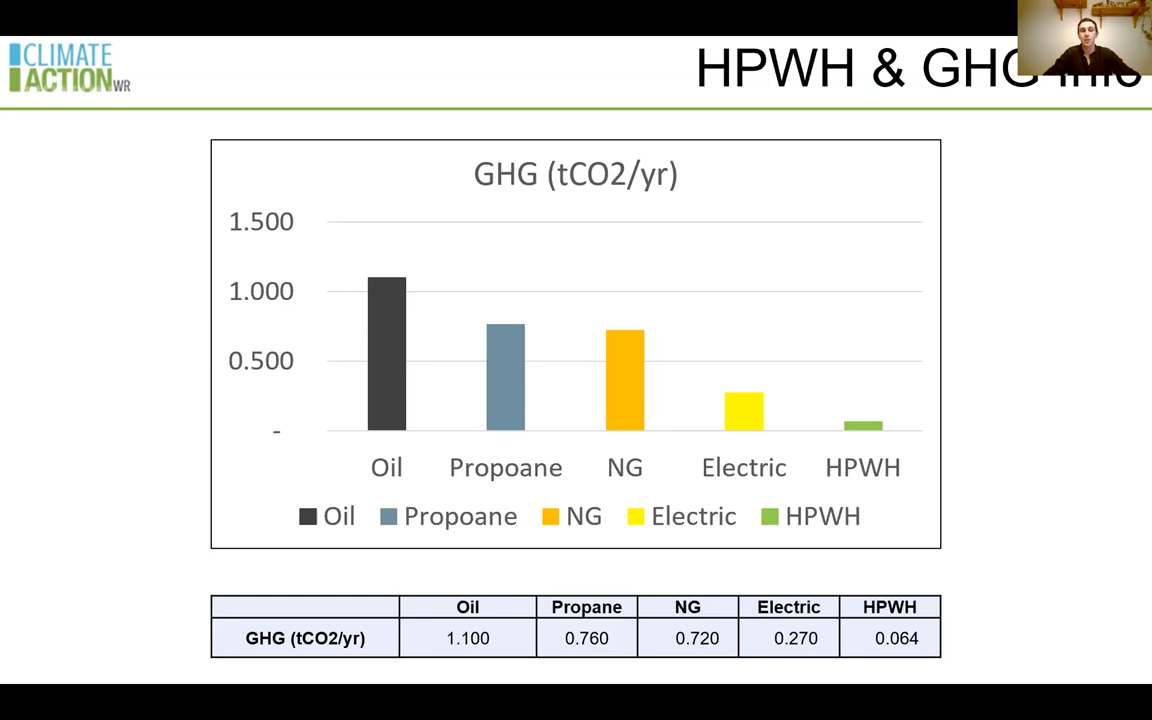 CLIMATE
ACTIONWR
HPWH & GHG
GHG (tCO2/yr)
1.500
1.000
0.500
-
Oil Propoane NG Electric HPWH
Oil Propoane NG Electric HPWH
Oil Propane NG Electric HPWH
GHG (tCO2/yr) 1.100 0.760 0.720 0.270 0.064